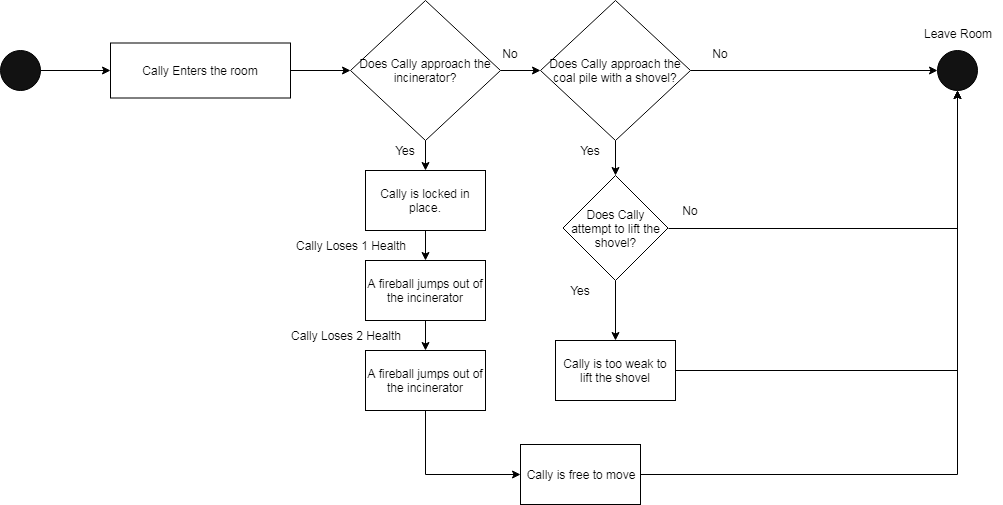 Leave Room
Cally Enters the room
Does Cally approach the
incinerator?
No
Does Cally approach the
coal pile with a shovel?
No
Yes
Yes
Cally is locked in
place.
Does Cally
attempt to lift the
shovel?
No
Cally Loses 1 Health
A fireball jumps out of
the incinerator
Yes
Cally Loses 2 Health
A fireball jumps out of
the incinerator
Cally is too weak to
lift the shovel
Cally is free to move